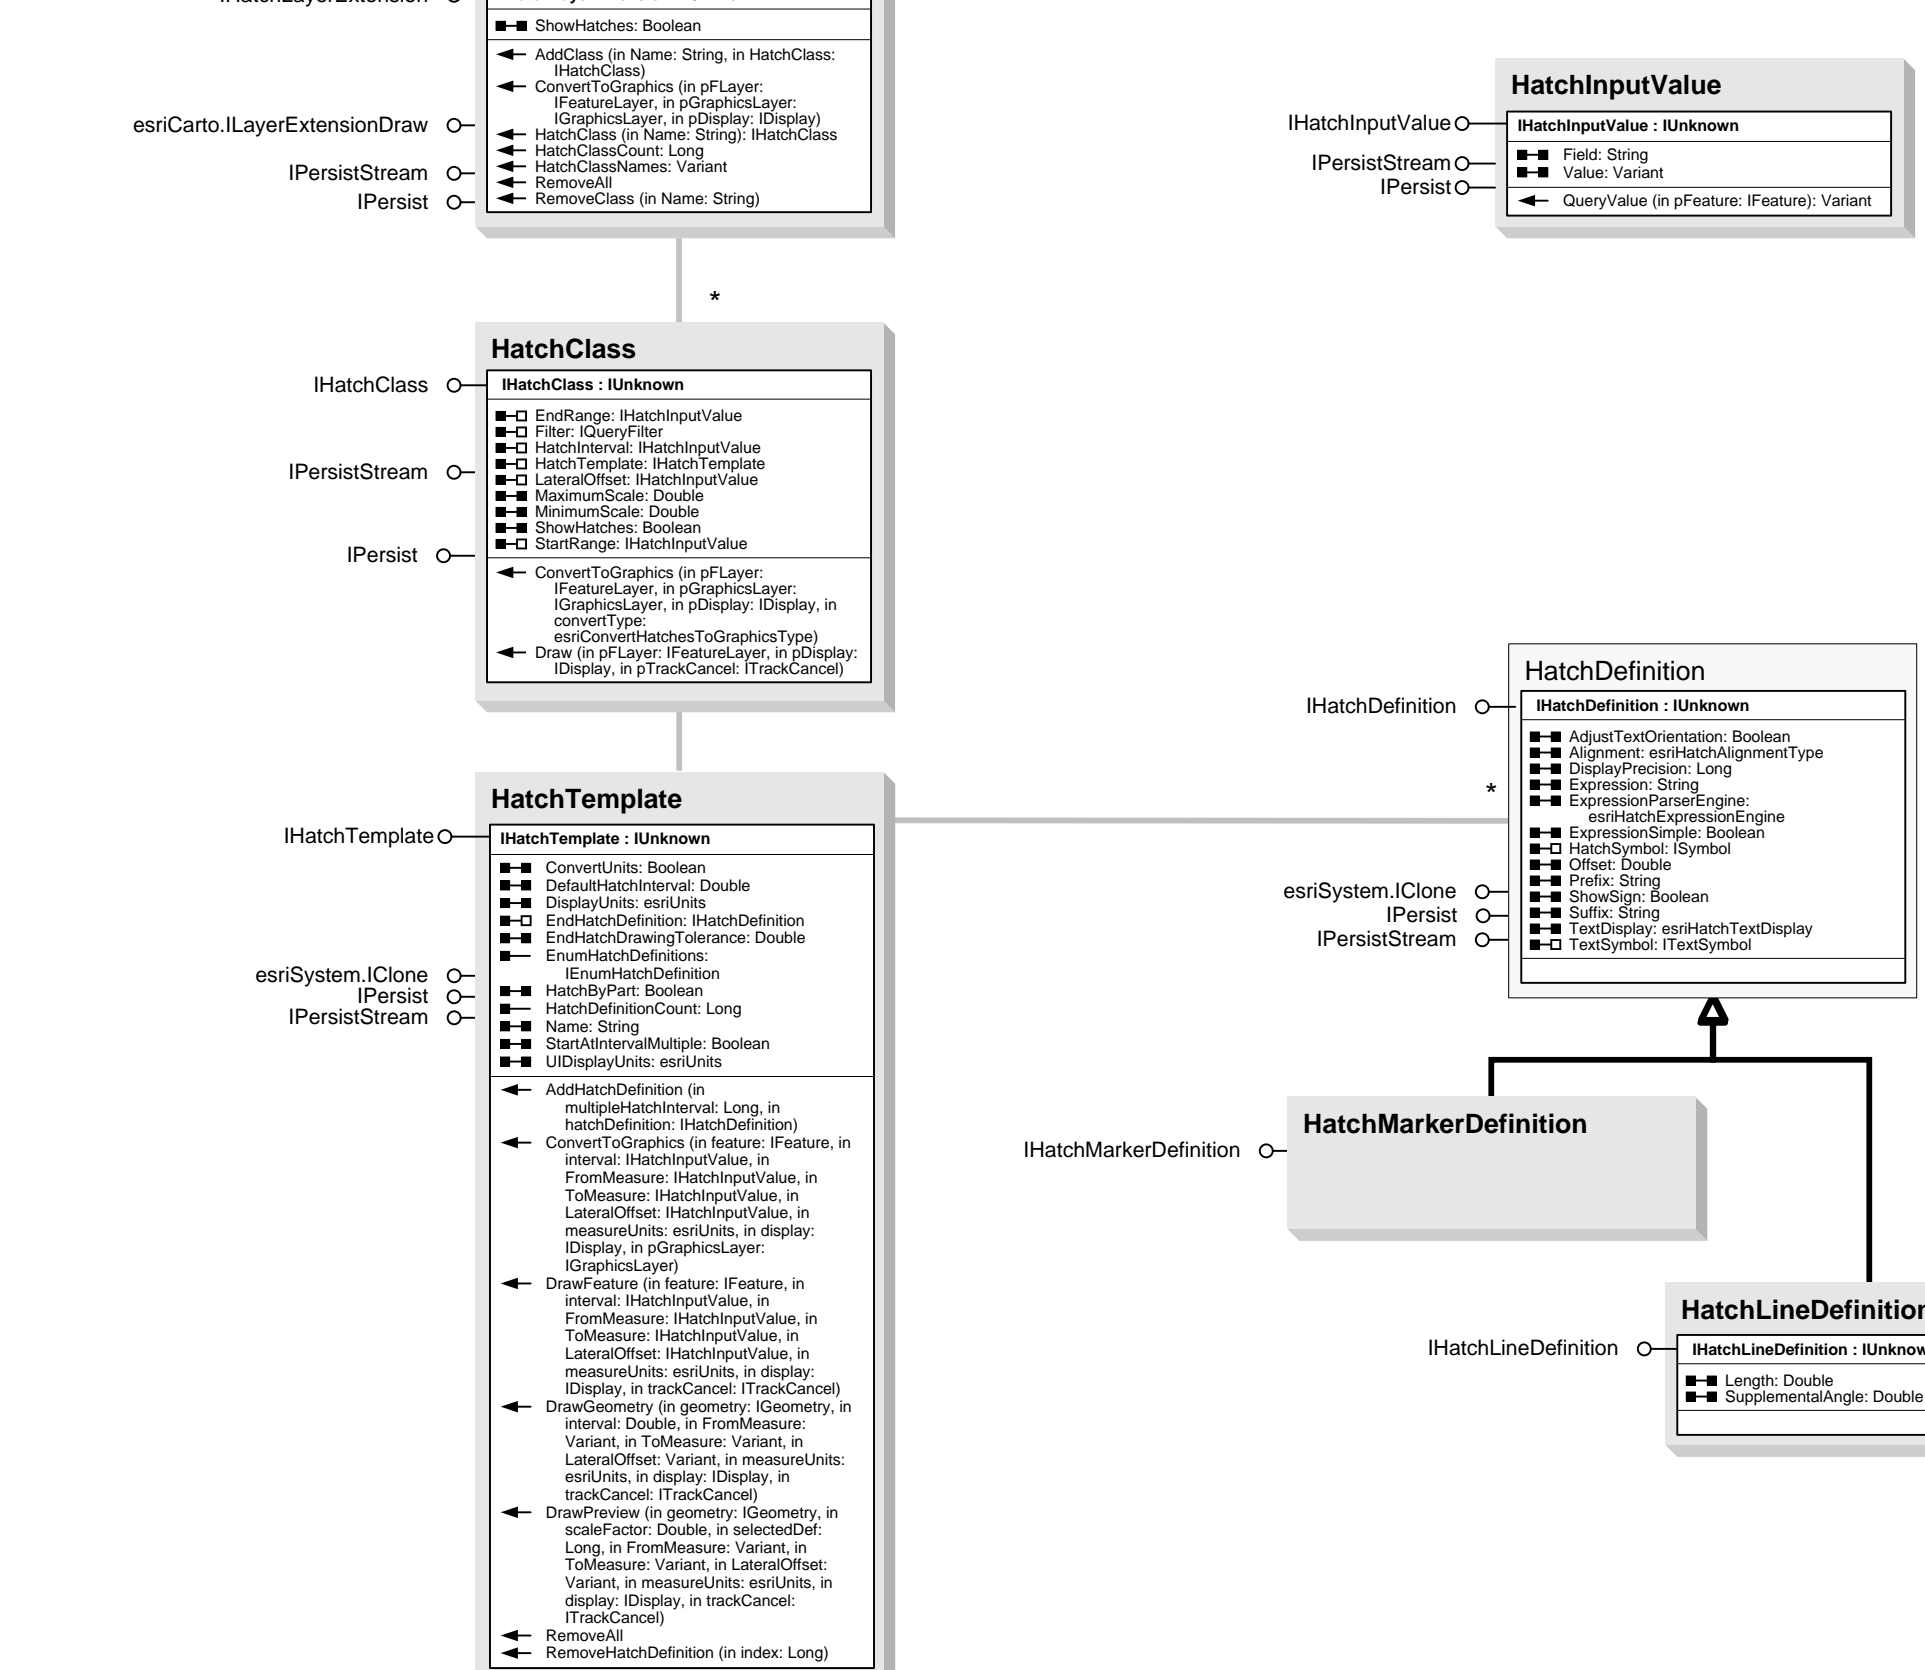 ShowHatches: Boolean
AddClass (in Name: String, in HatchClass:
IHatchClass)
ConvertToGraphics (in pFLayer:
IFeatureLayer, in pGraphicsLayer:
IGraphicsLayer, in pDisplay: IDisplay)
HatchClass (in Name: String): IHatchClass
HatchClassCount: Long
HatchClassNames: Variant
RemoveAll
RemoveClass (in Name: String)
esriCarto.ILayerExtensionDraw
IPersistStream
IPersist
HatchInputValue
IHatchInputValue
IPersistStream
IPersist
IHatchInputValue : IUnknown
Field: String
Value: Variant
QueryValue (in pFeature: IFeature): Variant
*
HatchClass
IHatchClass
IPersistStream
IPersist
IHatchClass : IUnknown
EndRange: IHatchInputValue
Filter: IQueryFilter
HatchInterval: IHatchInputValue
HatchTemplate: IHatchTemplate
LateralOffset: IHatchInputValue
MaximumScale: Double
MinimumScale: Double
ShowHatches: Boolean
StartRange: IHatchInputValue
ConvertToGraphics (in pFLayer:
IFeatureLayer, in pGraphicsLayer:
IGraphicsLayer, in pDisplay: IDisplay, in
convertType:
esriConvertHatchesToGraphicsType)
Draw (in pFLayer: IFeatureLayer, in pDisplay:
IDisplay, in pTrackCancel: ITrackCancel)
HatchDefinition
IHatchDefinition
esriSystem.IClone
IPersist
IPersistStream
IHatchDefinition : IUnknown
AdjustTextOrientation: Boolean
Alignment: esriHatchAlignmentType
DisplayPrecision: Long
Expression: String
ExpressionParserEngine:
esriHatchExpressionEngine
ExpressionSimple: Boolean
HatchSymbol: ISymbol
Offset: Double
Prefix: String
ShowSign: Boolean
Suffix: String
TextDisplay: esriHatchTextDisplay
TextSymbol: ITextSymbol
*
HatchTemplate
IHatchTemplate
esriSystem.IClone
IPersist
IPersistStream
IHatchTemplate : IUnknown
ConvertUnits: Boolean
DefaultHatchInterval: Double
DisplayUnits: esriUnits
EndHatchDefinition: IHatchDefinition
EndHatchDrawingTolerance: Double
EnumHatchDefinitions:
IEnumHatchDefinition
HatchByPart: Boolean
HatchDefinitionCount: Long
Name: String
StartAtIntervalMultiple: Boolean
UIDisplayUnits: esriUnits
AddHatchDefinition (in
multipleHatchInterval: Long, in
hatchDefinition: IHatchDefinition)
ConvertToGraphics (in feature: IFeature, in
interval: IHatchInputValue, in
FromMeasure: IHatchInputValue, in
ToMeasure: IHatchInputValue, in
LateralOffset: IHatchInputValue, in
measureUnits: esriUnits, in display:
IDisplay, in pGraphicsLayer:
IGraphicsLayer)
DrawFeature (in feature: IFeature, in
interval: IHatchInputValue, in
FromMeasure: IHatchInputValue, in
ToMeasure: IHatchInputValue, in
LateralOffset: IHatchInputValue, in
measureUnits: esriUnits, in display:
IDisplay, in trackCancel: ITrackCancel)
DrawGeometry (in geometry: IGeometry, in
interval: Double, in FromMeasure:
Variant, in ToMeasure: Variant, in
LateralOffset: Variant, in measureUnits:
esriUnits, in display: IDisplay, in
trackCancel: ITrackCancel)
DrawPreview (in geometry: IGeometry, in
scaleFactor: Double, in selectedDef:
Long, in FromMeasure: Variant, in
ToMeasure: Variant, in LateralOffset:
Variant, in measureUnits: esriUnits, in
display: IDisplay, in trackCancel:
ITrackCancel)
RemoveAll
RemoveHatchDefinition (in index: Long)
HatchMarkerDefinition
IHatchMarkerDefinition
HatchLineDefinition
IHatchLineDefinition
IHatchLineDefinition : IUnknow
Length: Double
SupplementalAngle: Double